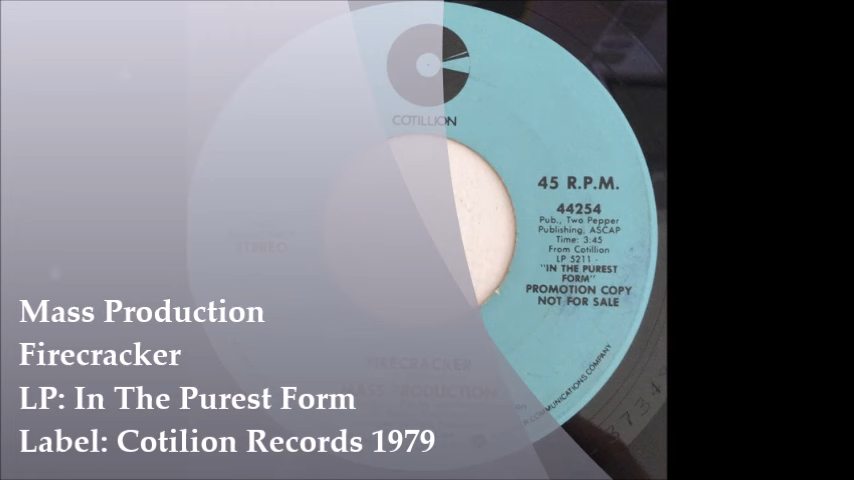 COTILLION
45 R.P.M.
44254
Pub., Two Pepper
Publishing, ASCAP
Time: 3:45
From Cotillion
LP 5211 -
"IN THE PUREST
FORM"
PROMOTION COPY
NOT FOR SALE
STEREO
FIRECRACKER
MASS PRODUCTION
COMMUNICATIONS COMPANY
Mass Production
Firecracker
LP: In The Purest Form
Label: Cotilion Records 1979